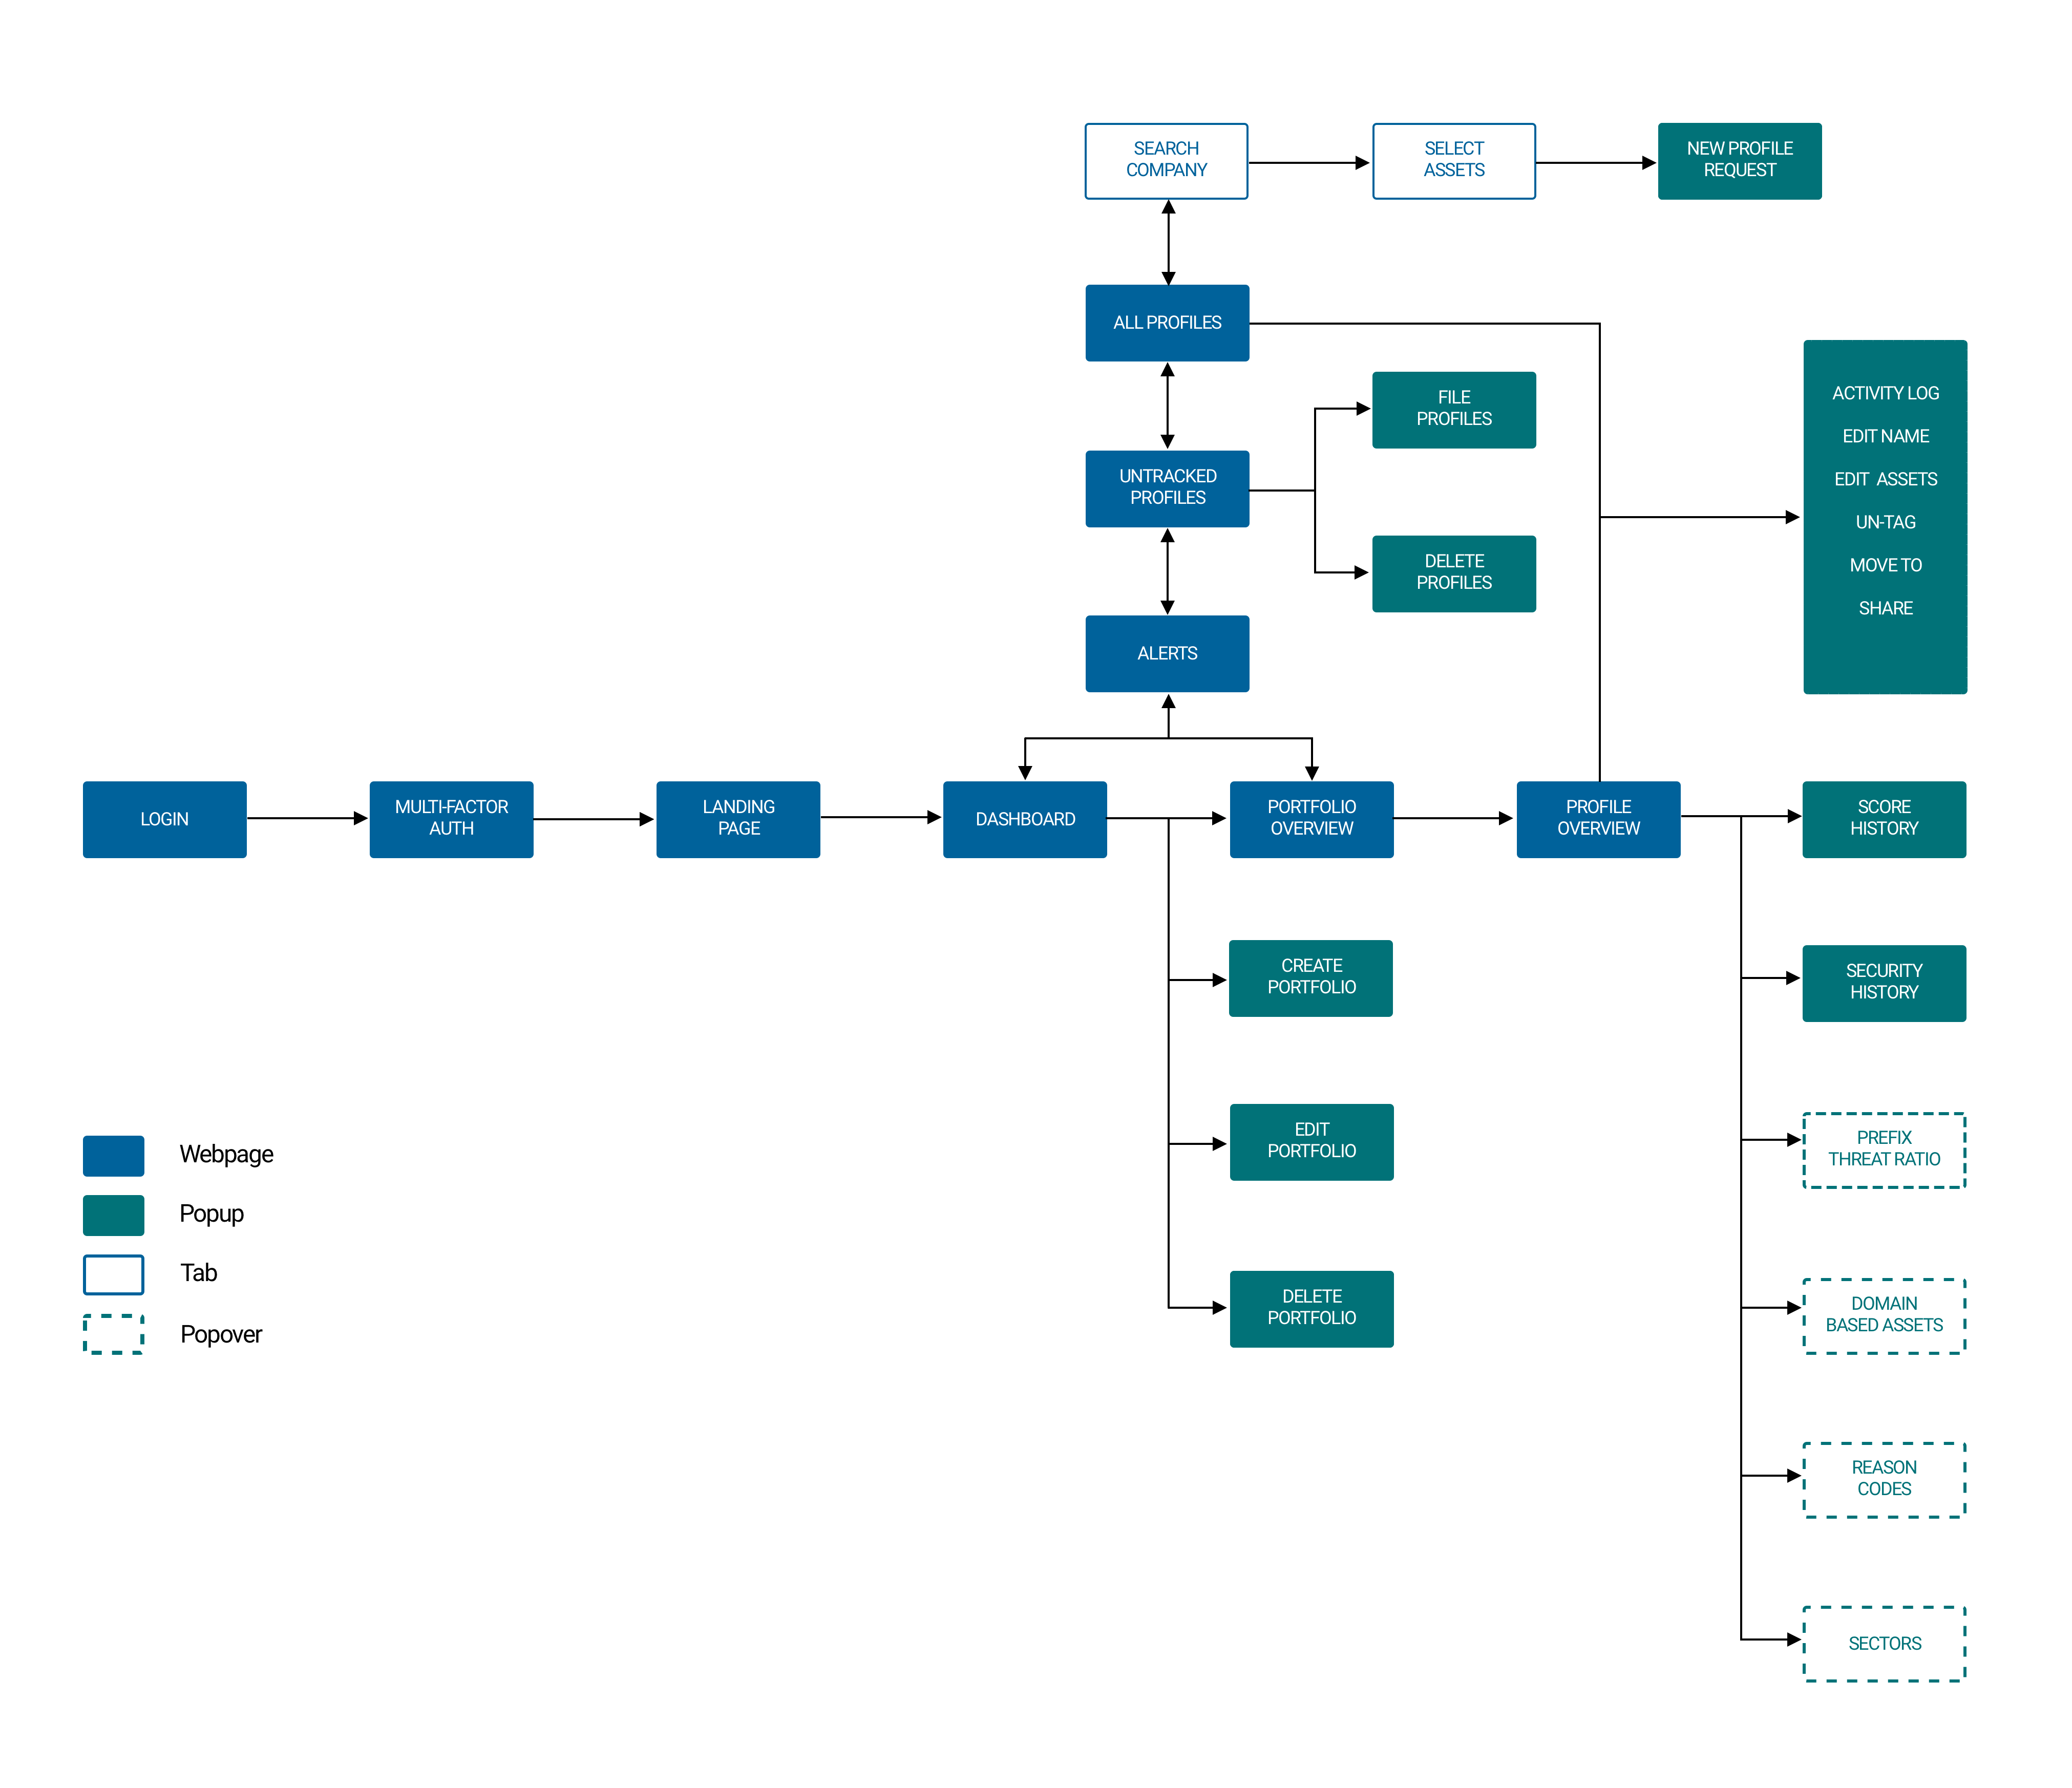 SEARCH
COMPANY
SELECT
ASSETS
NEW PROFILE
REQUEST
ALL PROFILES
FILE
PROFILES
UNTRACKED
PROFILES
DELETE
PROFILES
ACTIVITY LOG
EDIT NAME
EDIT ASSETS
UN-TAG
MOVE TO
SHARE
ALERTS
LOGIN
MULTI-FACTOR
AUTH
LANDING
PAGE
DASHBOARD
PORTFOLIO
OVERVIEW
PROFILE
OVERVIEW
SCORE
HISTORY
CREATE
PORTFOLIO
SECURITY
HISTORY
EDIT
PORTFOLIO
PREFIX
THREAT RATIO
DELETE
PORTFOLIO
DOMAIN
BASED ASSETS
REASON
CODES
SECTORS
Webpage
Popup
Tab
Popover